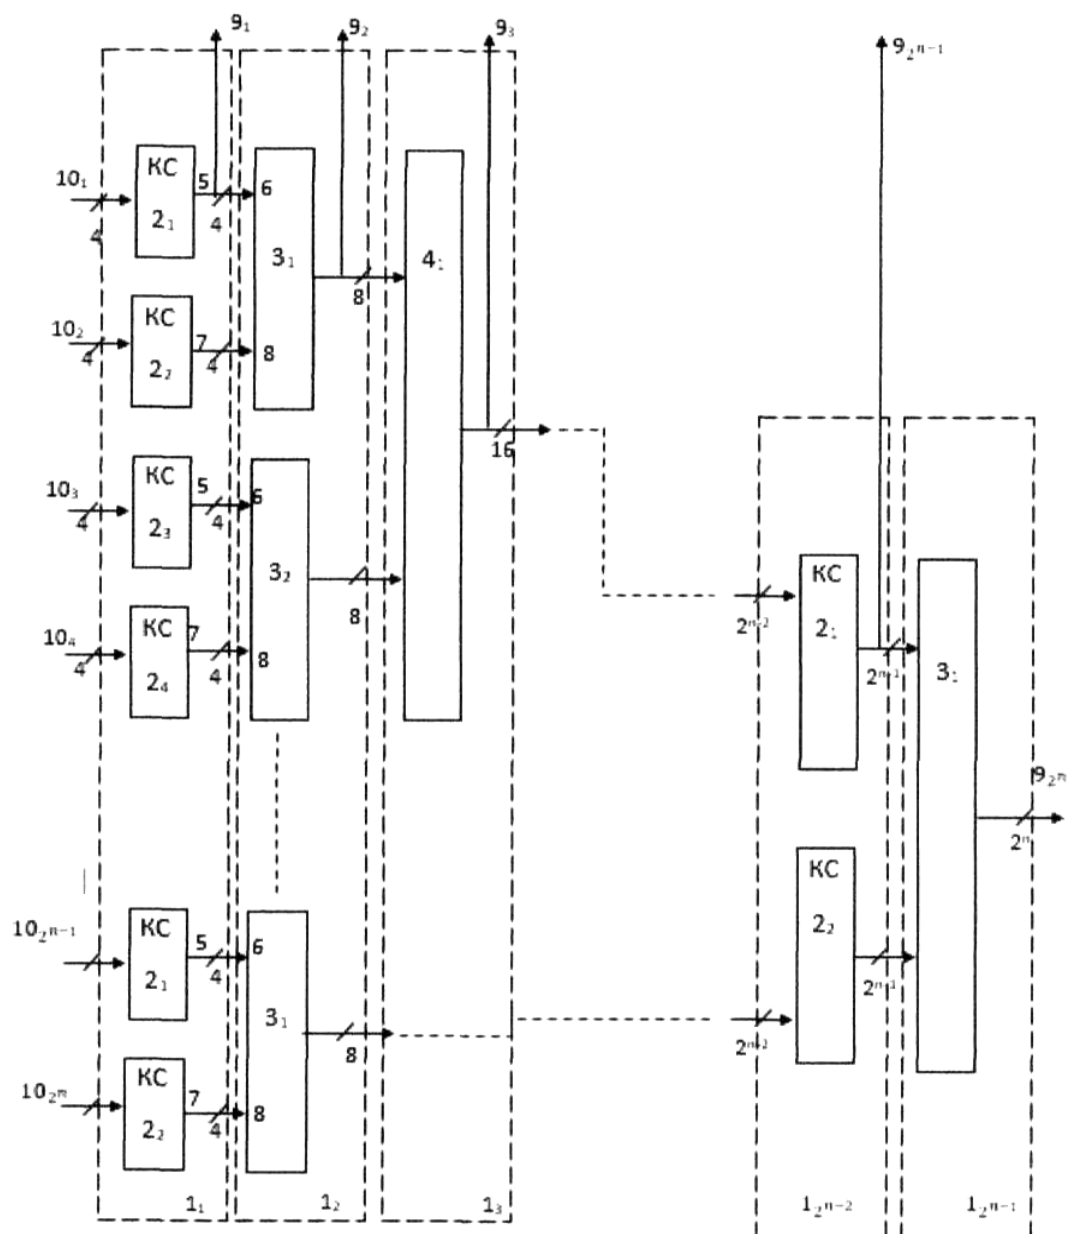 9₁ 9₂ 9₃ 9₂ⁿ⁻¹
КС
10₁ 5 6
2₁ 4
4
3₁ 4₁
8
КС
10₂ 7 8
4 2₂ 4
16
КС
10₃ 5 6
4 2₃ 4
3₂
8
КС
10₄ 7 8
4 2₄ 4
КС
2ⁿ⁻² 2₁
2ⁿ⁻¹ 3₁
9₂ⁿ
2ⁿ
КС
2₂
2ⁿ⁻¹
2ⁿ⁻²
КС
10₂ⁿ⁻¹ 5 6
2₁ 4
3₁
8
КС
10₂ⁿ 7 8
2₂ 4
1₁ 1₂ 1₃ 1₂ⁿ⁻² 1₂ⁿ⁻¹